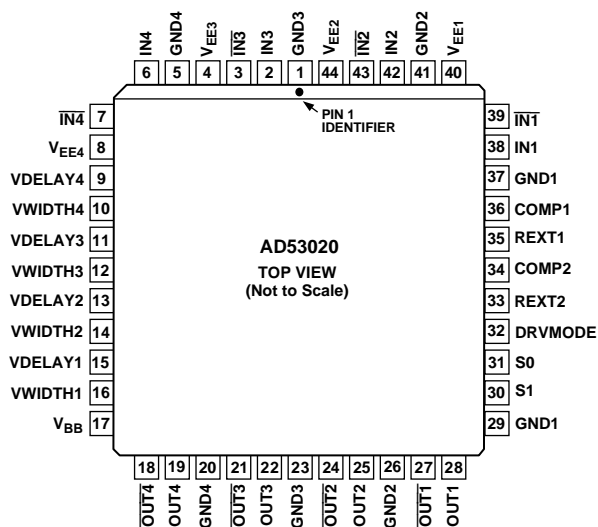 IN4 GND4 VEE3 IN3 IN3 GND3 VEE2 IN2 IN2 GND2 VEE1
6 5 4 3 2 1 44 43 42 41 40
PIN 1
IDENTIFIER
IN4 7
VEE4 8
VDELAY4 9
VWIDTH4 10
VDELAY3 11
VWIDTH3 12
VDELAY2 13
VWIDTH2 14
VDELAY1 15
VWIDTH1 16
VBB 17
AD53020
TOP VIEW
(Not to Scale)
39 IN1
38 IN1
37 GND1
36 COMP1
35 REXT1
34 COMP2
33 REXT2
32 DRVMODE
31 S0
30 S1
29 GND1
18 19 20 21 22 23 24 25 26 27 28
OUT4 OUT4 GND4 OUT3 OUT3 GND3 OUT2 OUT2 GND2 OUT1 OUT1